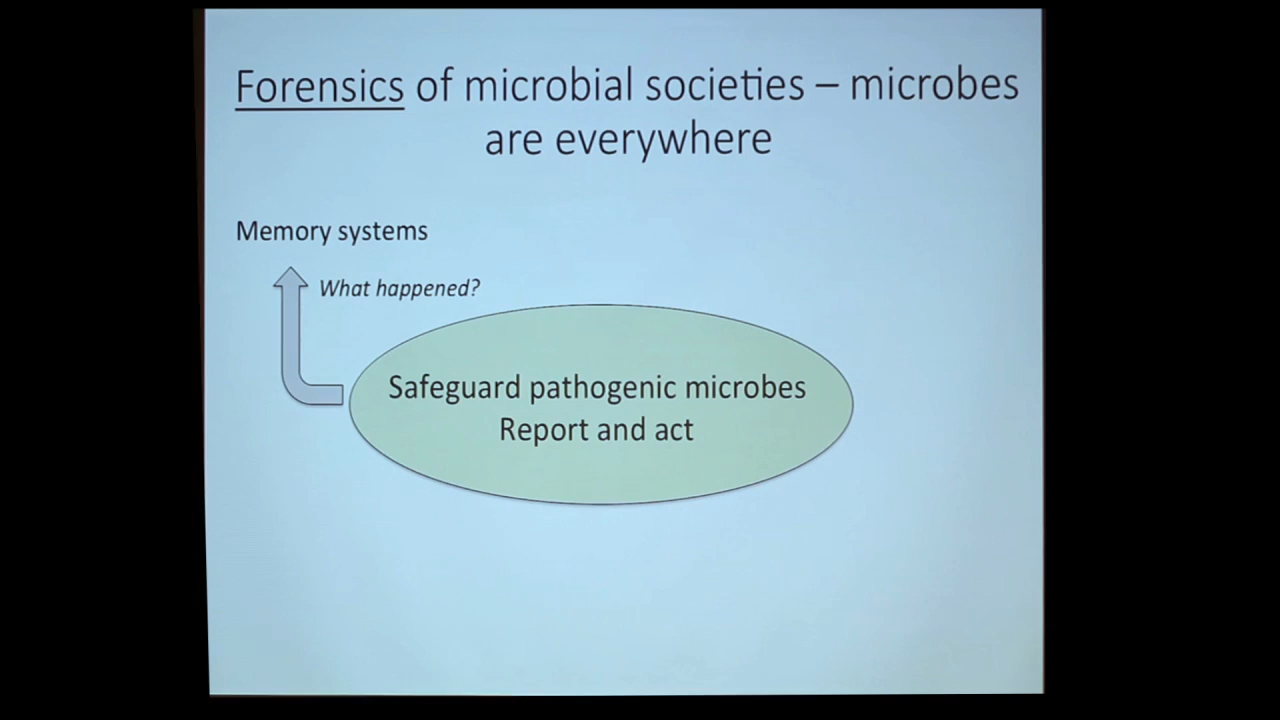 Forensics of microbial societies – microbes
are everywhere
Memory systems
What happened?
Safeguard pathogenic microbes
Report and act